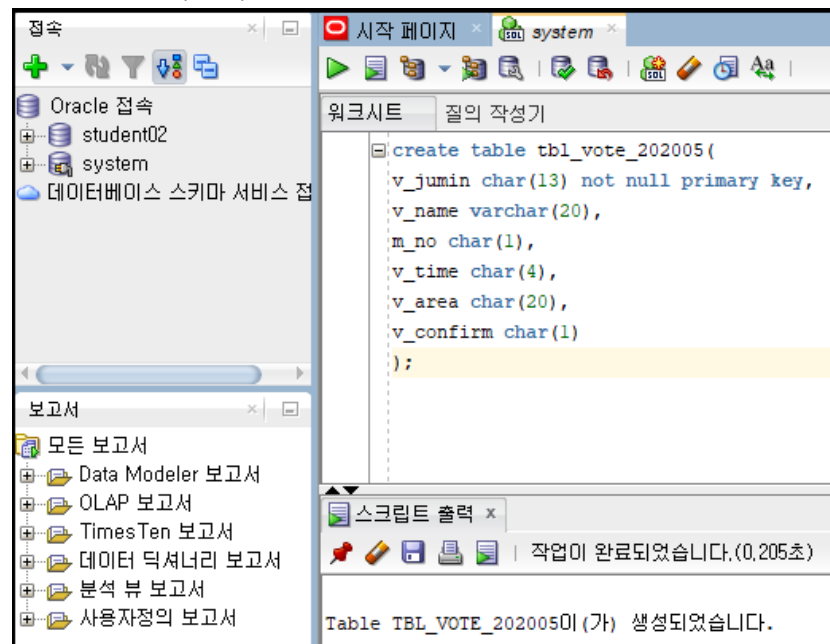 접속
Oracle 접속
student02
system
데이터베이스 스키마 서비스 접
보고서
모든 보고서
Data Modeler 보고서
OLAP 보고서
TimesTen 보고서
데이터 딕셔너리 보고서
분석 뷰 보고서
사용자정의 보고서
시작 페이지
system
워크시트 질의 작성기
create table tbl_vote_202005(
v_jumin char(13) not null primary key,
v_name varchar(20),
m_no char(1),
v_time char(4),
v_area char(20),
v_confirm char(1)
);
스크립트 출력
작업이 완료되었습니다.(0,205초)
Table TBL_VOTE_202005이(가) 생성되었습니다.